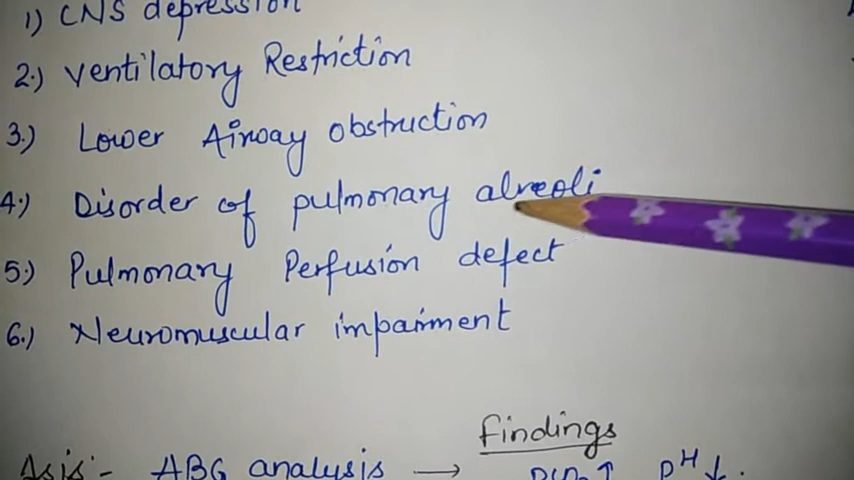 1) CNS depression
2.) Ventilatory Restriction
3.) Lower Airway obstruction
4.) Disorder of pulmonary alveoli
5.) Pulmonary Perfusion defect
6.) Neuromuscular impairment
Findings
ABG analysis → ↑ PH↓.